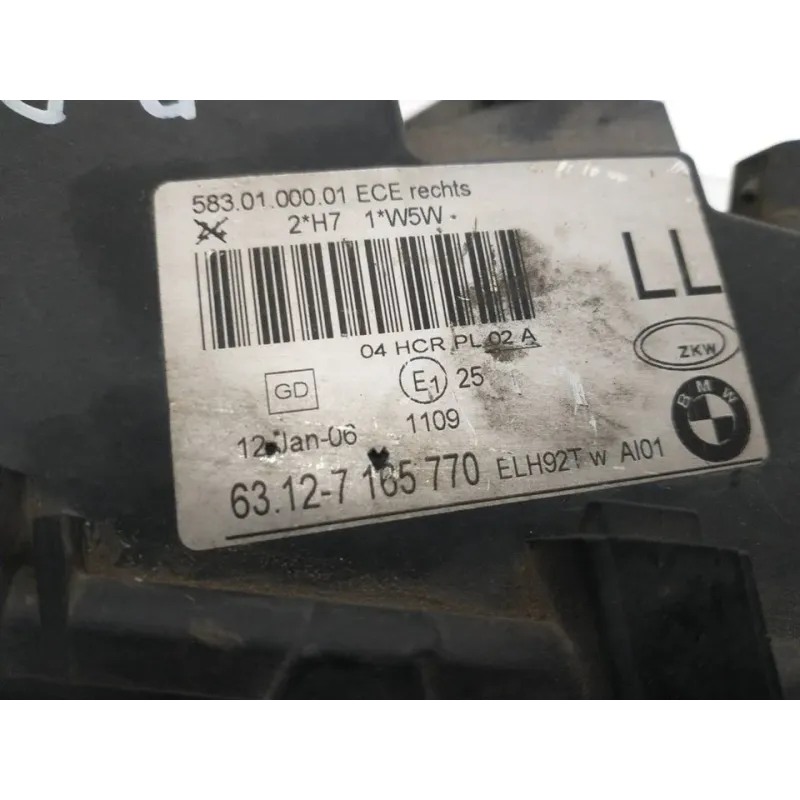 583.01.000.01 ECE rechts
2*H7 1*W5W
LL
04 HCR PL 02 A
ZKW
GD
E1 25
12-Jan-06
1109
BMW
63.12-7 165 770 ELH92T w AI01